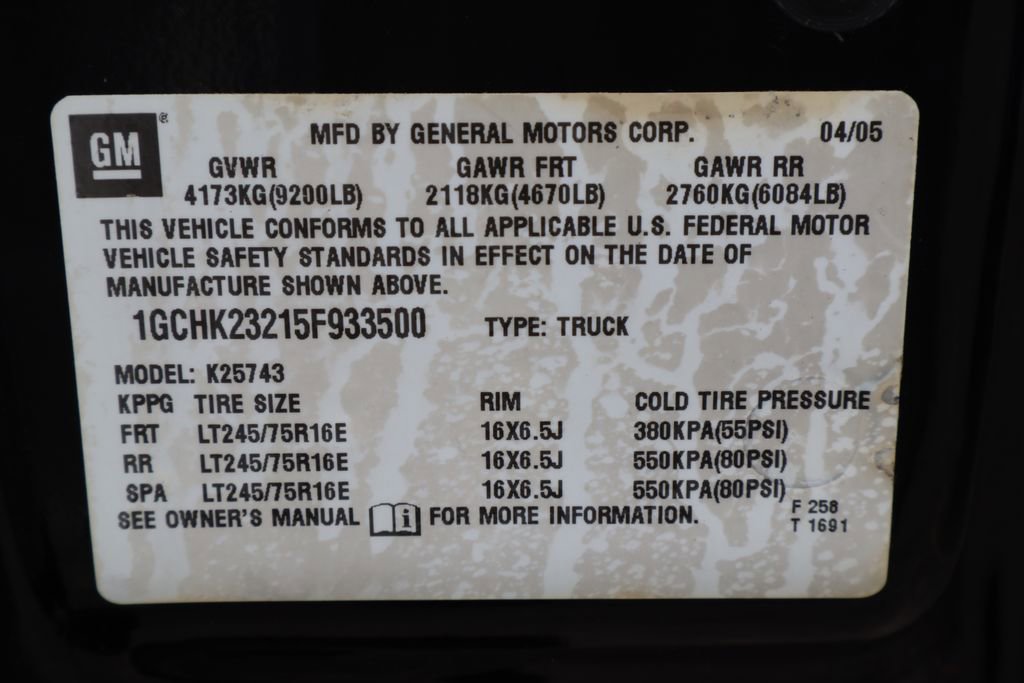 GM ®
MFD BY GENERAL MOTORS CORP. 04/05
GVWR GAWR FRT GAWR RR
4173KG(9200LB) 2118KG(4670LB) 2760KG(6084LB)
THIS VEHICLE CONFORMS TO ALL APPLICABLE U.S. FEDERAL MOTOR
VEHICLE SAFETY STANDARDS IN EFFECT ON THE DATE OF
MANUFACTURE SHOWN ABOVE.
1GCHK23215F933500 TYPE: TRUCK
MODEL: K25743
KPPG TIRE SIZE RIM COLD TIRE PRESSURE
FRT LT245/75R16E 16X6.5J 380KPA(55PSI)
RR LT245/75R16E 16X6.5J 550KPA(80PSI)
SPA LT245/75R16E 16X6.5J 550KPA(80PSI)
SEE OWNER'S MANUAL i FOR MORE INFORMATION.
F 258
T 1691